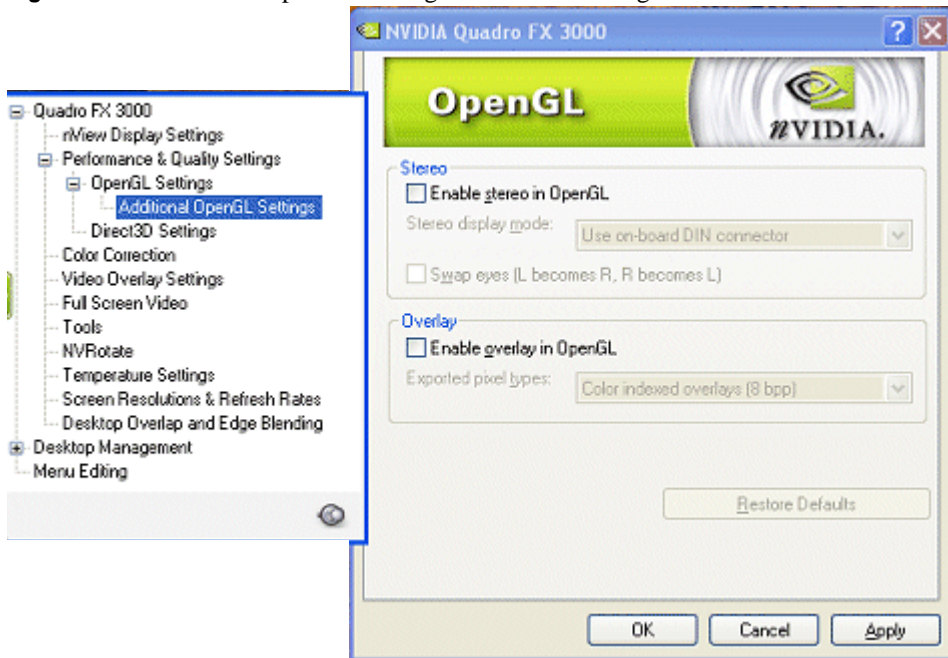 NVIDIA Quadro FX 3000
OpenGL
nVIDIA.
Quadro FX 3000
nView Display Settings
Performance & Quality Settings
OpenGL Settings
Additional OpenGL Settings
Direct3D Settings
Color Correction
Video Overlay Settings
Full Screen Video
Tools
NVRotate
Temperature Settings
Screen Resolutions & Refresh Rates
Desktop Overlap and Edge Blending
Desktop Management
Menu Editing
Stereo
Enable stereo in OpenGL
Stereo display mode:
Use on-board DIN connector
Swap eyes (L becomes R, R becomes L)
Overlay
Enable overlay in OpenGL
Exported pixel types:
Color indexed overlays (8 bpp)
Restore Defaults
OK
Cancel
Apply